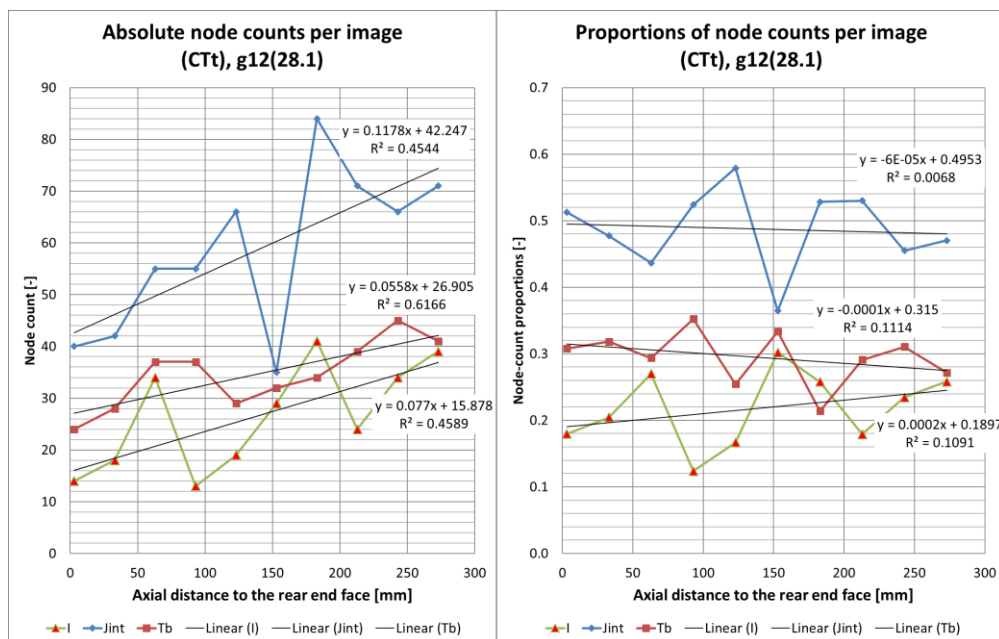 Absolute node counts per image
(CTt), g12(28.1)
90
80
70
60
50
40
30
20
10
0
Node count [-]
y = 0.1178x + 42.247
R² = 0.4544
y = 0.0558x + 26.905
R² = 0.6166
y = 0.077x + 15.878
R² = 0.4589
0 50 100 150 200 250 300
Axial distance to the rear end face [mm]
I Jint Tb Linear (I) Linear (Jint) Linear (Tb)
Proportions of node counts per image
(CTt), g12(28.1)
0.7
0.6
0.5
0.4
0.3
0.2
0.1
0.0
Node-count proportions [-]
y = -6E-05x + 0.4953
R² = 0.0068
y = -0.0001x + 0.315
R² = 0.1114
y = 0.0002x + 0.1897
R² = 0.1091
0 50 100 150 200 250 300
Axial distance to the rear end face [mm]
I Jint Tb Linear (I) Linear (Jint) Linear (Tb)